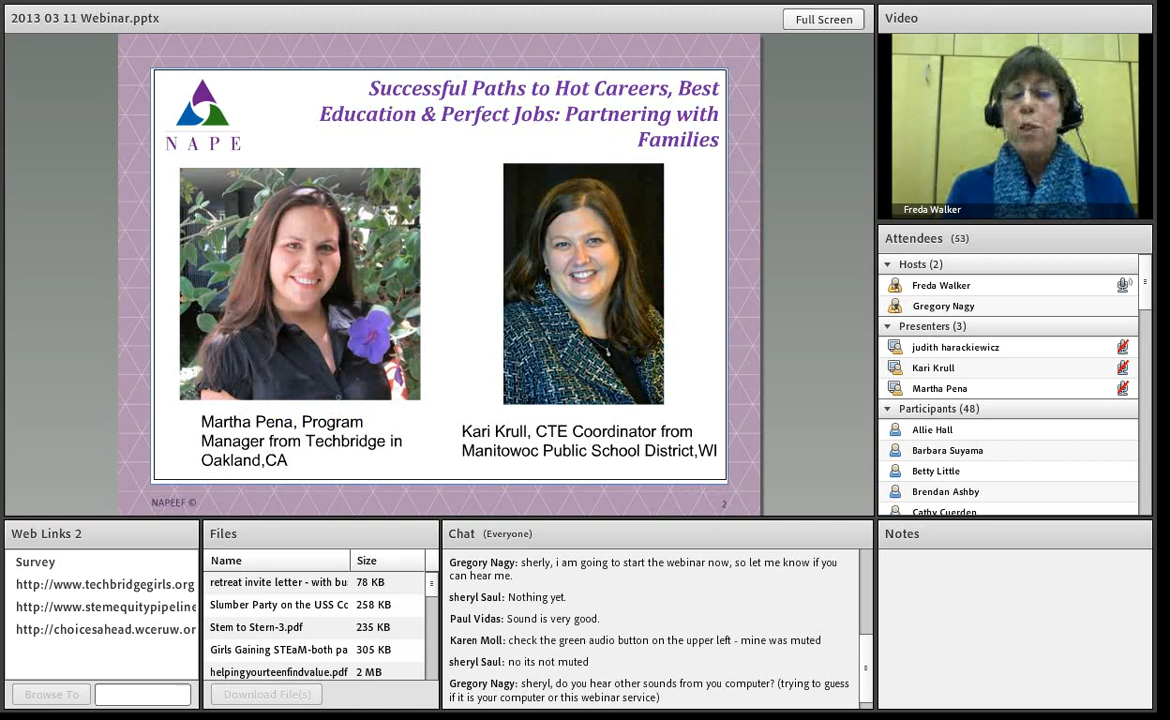 2013 03 11 Webinar.pptx
Full Screen
Successful Paths to Hot Careers, Best
Education & Perfect Jobs: Partnering with
Families
NAPE
Martha Pena, Program
Manager from Techbridge in
Oakland,CA
Kari Krull, CTE Coordinator from
Manitowoc Public School District,WI
NAPEEF ©
2
Video
Freda Walker
Attendees (53)
Hosts (2)
Freda Walker
Gregory Nagy
Presenters (3)
judith harackiewicz
Kari Krull
Martha Pena
Participants (48)
Allie Hall
Barbara Suyama
Betty Little
Brendan Ashby
Cathy Cuerden
Web Links 2
Survey
http://www.techbridgegirls.org
http://www.stemequitypipeline
http://choicesahead.wceruw.or
Browse To
Files
Name Size
retreat invite letter - with bu 78 KB
Slumber Party on the USS Cc 258 KB
Stem to Stern-3.pdf 235 KB
Girls Gaining STEaM-both pa 305 KB
helpingyourteenfindvalue.pdf 2 MB
Download File(s)
Chat (Everyone)
Gregory Nagy: sherly, i am going to start the webinar now, so let me know if you
can hear me.
sheryl Saul: Nothing yet.
Paul Vidas: Sound is very good.
Karen Moll: check the green audio button on the upper left - mine was muted
sheryl Saul: no its not muted
Gregory Nagy: sheryl, do you hear other sounds from you computer? (trying to guess
if it is your computer or this webinar service)
Notes